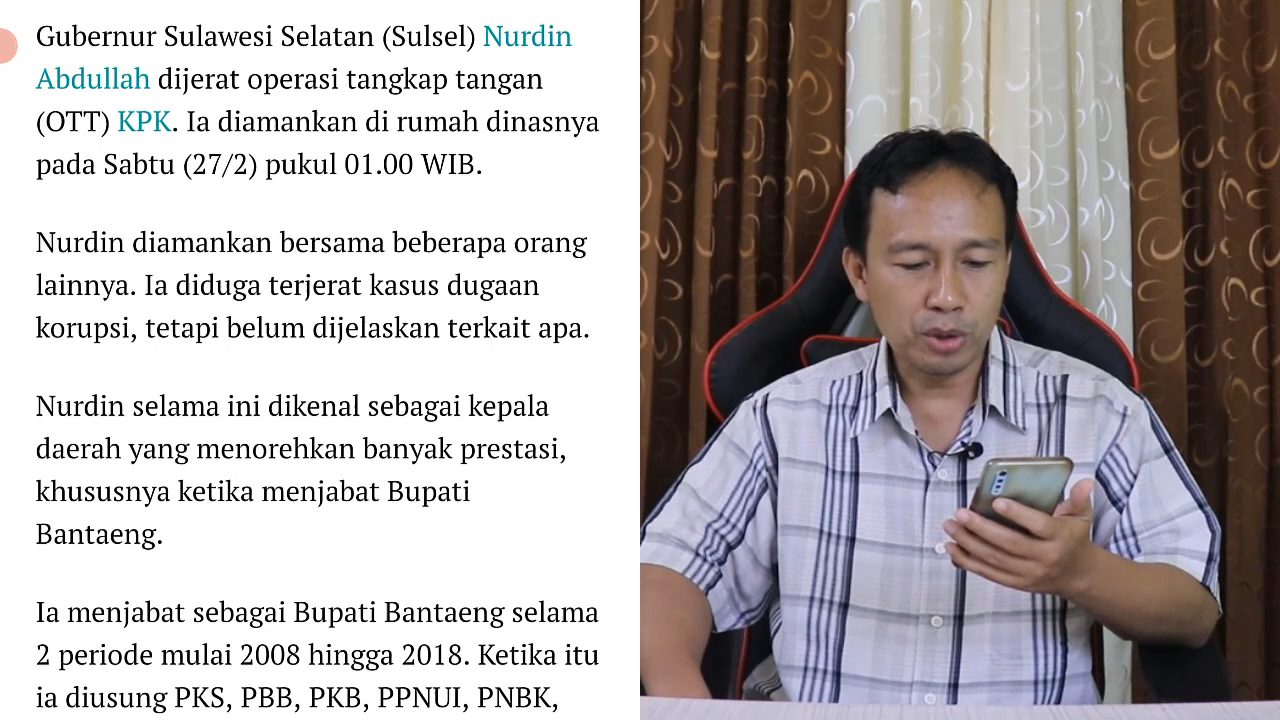 Gubernur Sulawesi Selatan (Sulsel) Nurdin
Abdullah dijerat operasi tangkap tangan
(OTT) KPK. Ia diamankan di rumah dinasnya
pada Sabtu (27/2) pukul 01.00 WIB.
Nurdin diamankan bersama beberapa orang
lainnya. Ia diduga terjerat kasus dugaan
korupsi, tetapi belum dijelaskan terkait apa.
Nurdin selama ini dikenal sebagai kepala
daerah yang menorehkan banyak prestasi,
khususnya ketika menjabat Bupati
Bantaeng.
Ia menjabat sebagai Bupati Bantaeng selama
2 periode mulai 2008 hingga 2018. Ketika itu
ia diusung PKS, PBB, PKB, PPNUI, PNBK,